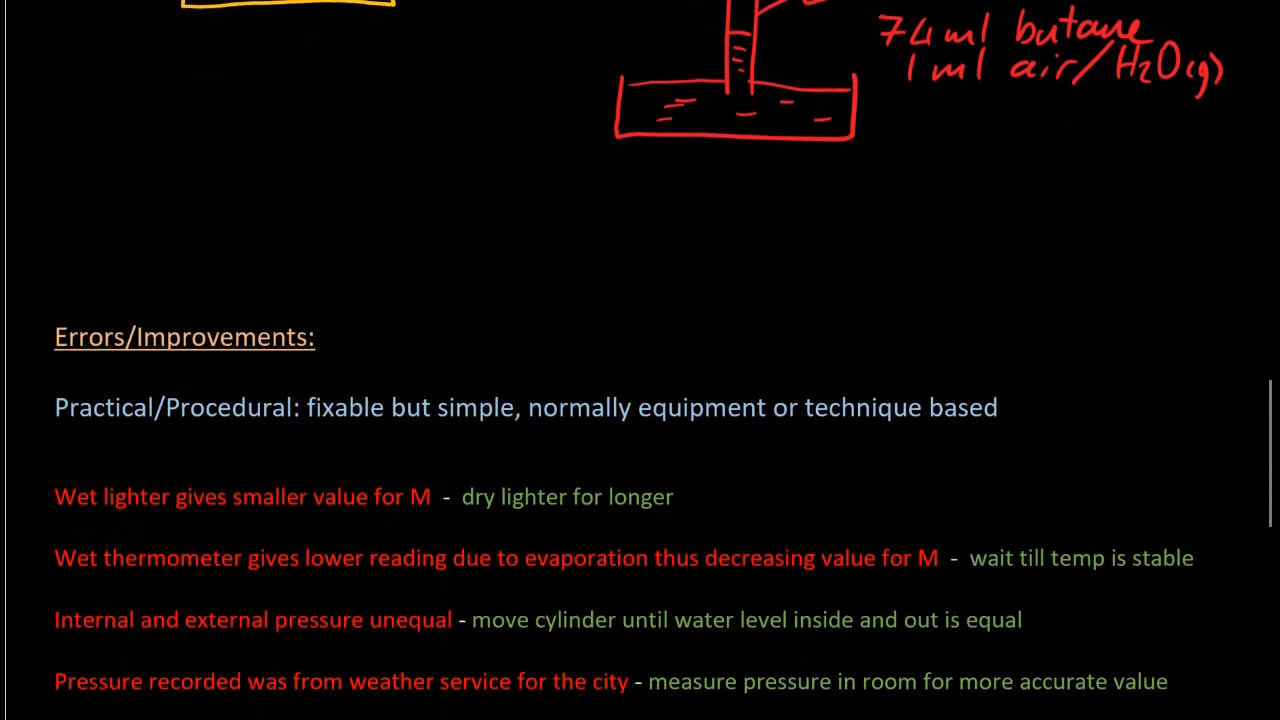 74ml butane
1ml air/H2O(g)
Errors/Improvements:
Practical/Procedural: fixable but simple, normally equipment or technique based
Wet lighter gives smaller value for M - dry lighter for longer
Wet thermometer gives lower reading due to evaporation thus decreasing value for M - wait till temp is stable
Internal and external pressure unequal - move cylinder until water level inside and out is equal
Pressure recorded was from weather service for the city - measure pressure in room for more accurate value